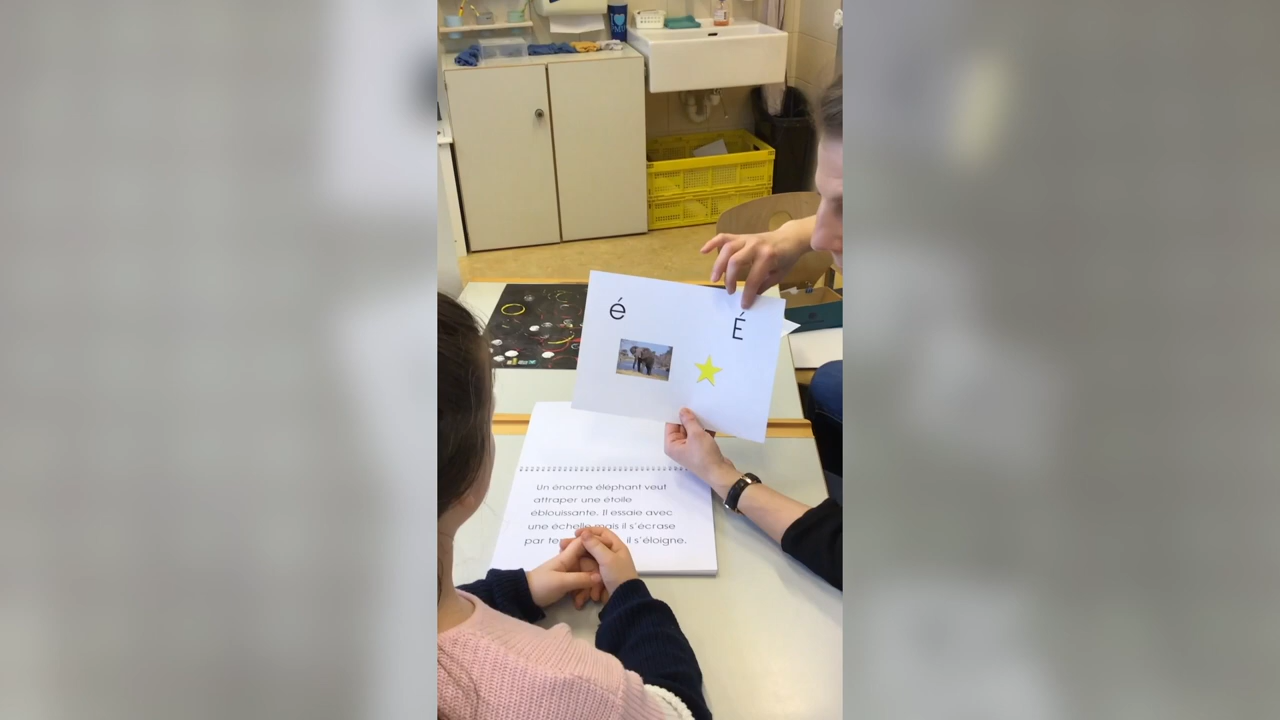 é
É
Un énorme éléphant veut
attraper une étoile
éblouissante. Il essaie avec
une échelle mais il s'écrase
par te il s'éloigne.